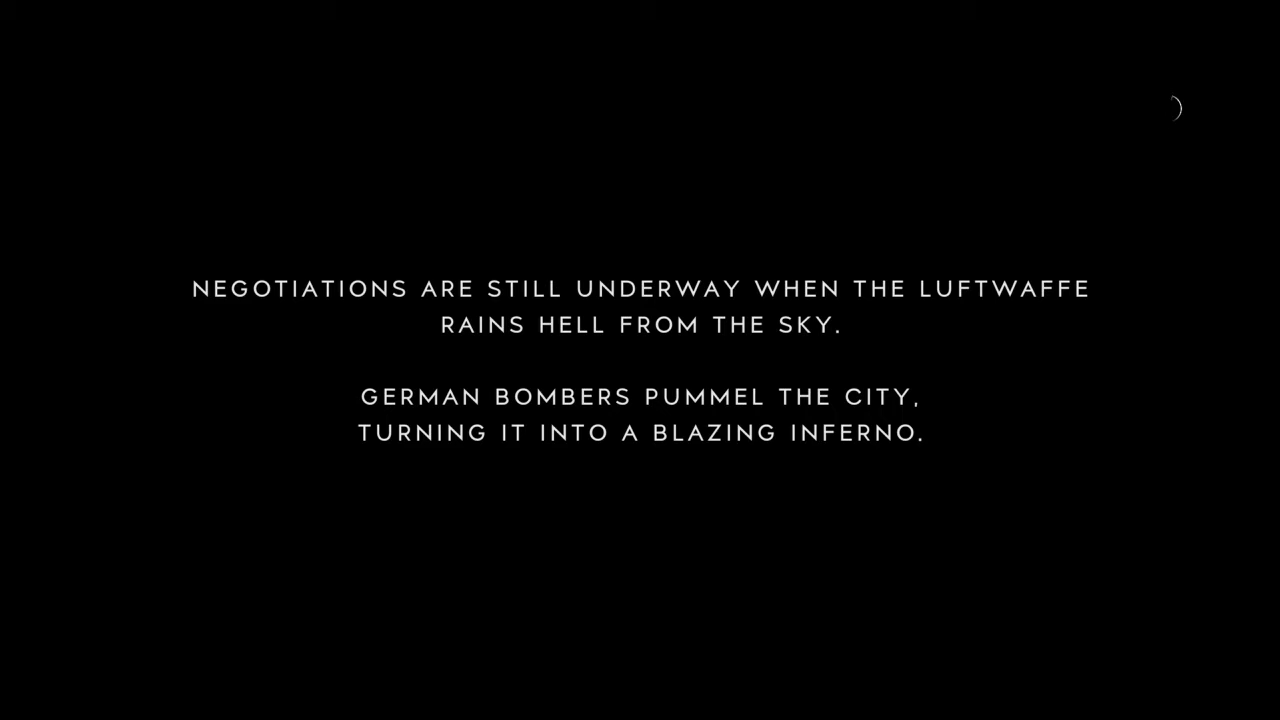 NEGOTIATIONS ARE STILL UNDERWAY WHEN THE LUFTWAFFE
RAINS HELL FROM THE SKY.
GERMAN BOMBERS PUMMEL THE CITY,
TURNING IT INTO A BLAZING INFERNO.